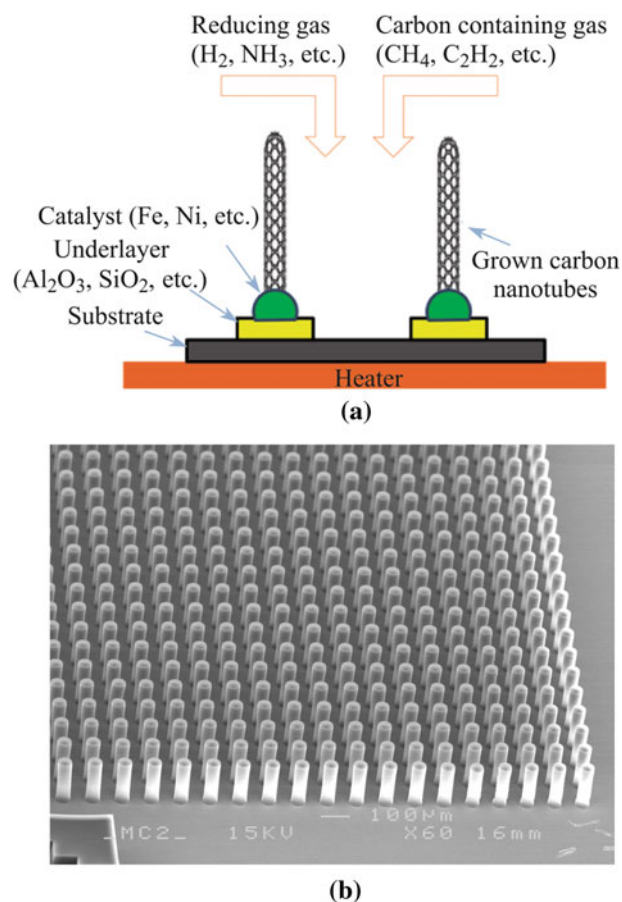 Reducing gas
(H₂, NH₃, etc.)
Carbon containing gas
(CH₄, C₂H₂, etc.)
Catalyst (Fe, Ni, etc.)
Underlayer
(Al₂O₃, SiO₂, etc.)
Substrate
Grown carbon
nanotubes
Heater
(a)
100µm
_MC2_ 15KV X60 16mm
(b)